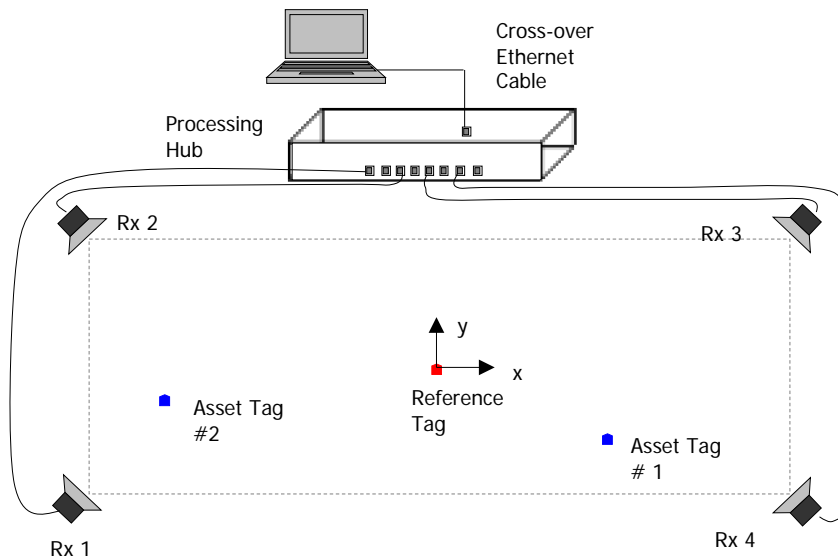 Cross-over
Ethernet
Cable
Processing
Hub
Rx 2
Rx 3
y
x
Reference
Tag
Asset Tag
#2
Asset Tag
# 1
Rx 1
Rx 4